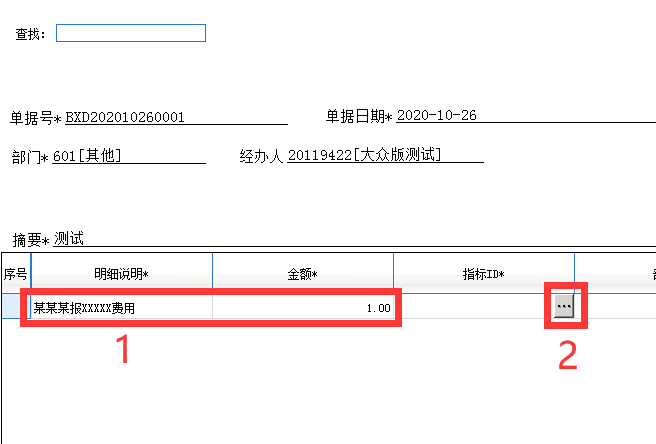 查找:
单据号* BXD202010260001 单据日期* 2020-10-26
部门* 601[其他] 经办人 20119422[大众版测试]
摘要* 测试
序号 明细说明* 金额* 指标ID*
某某某报XXXXX费用 1.00 ...
1 2